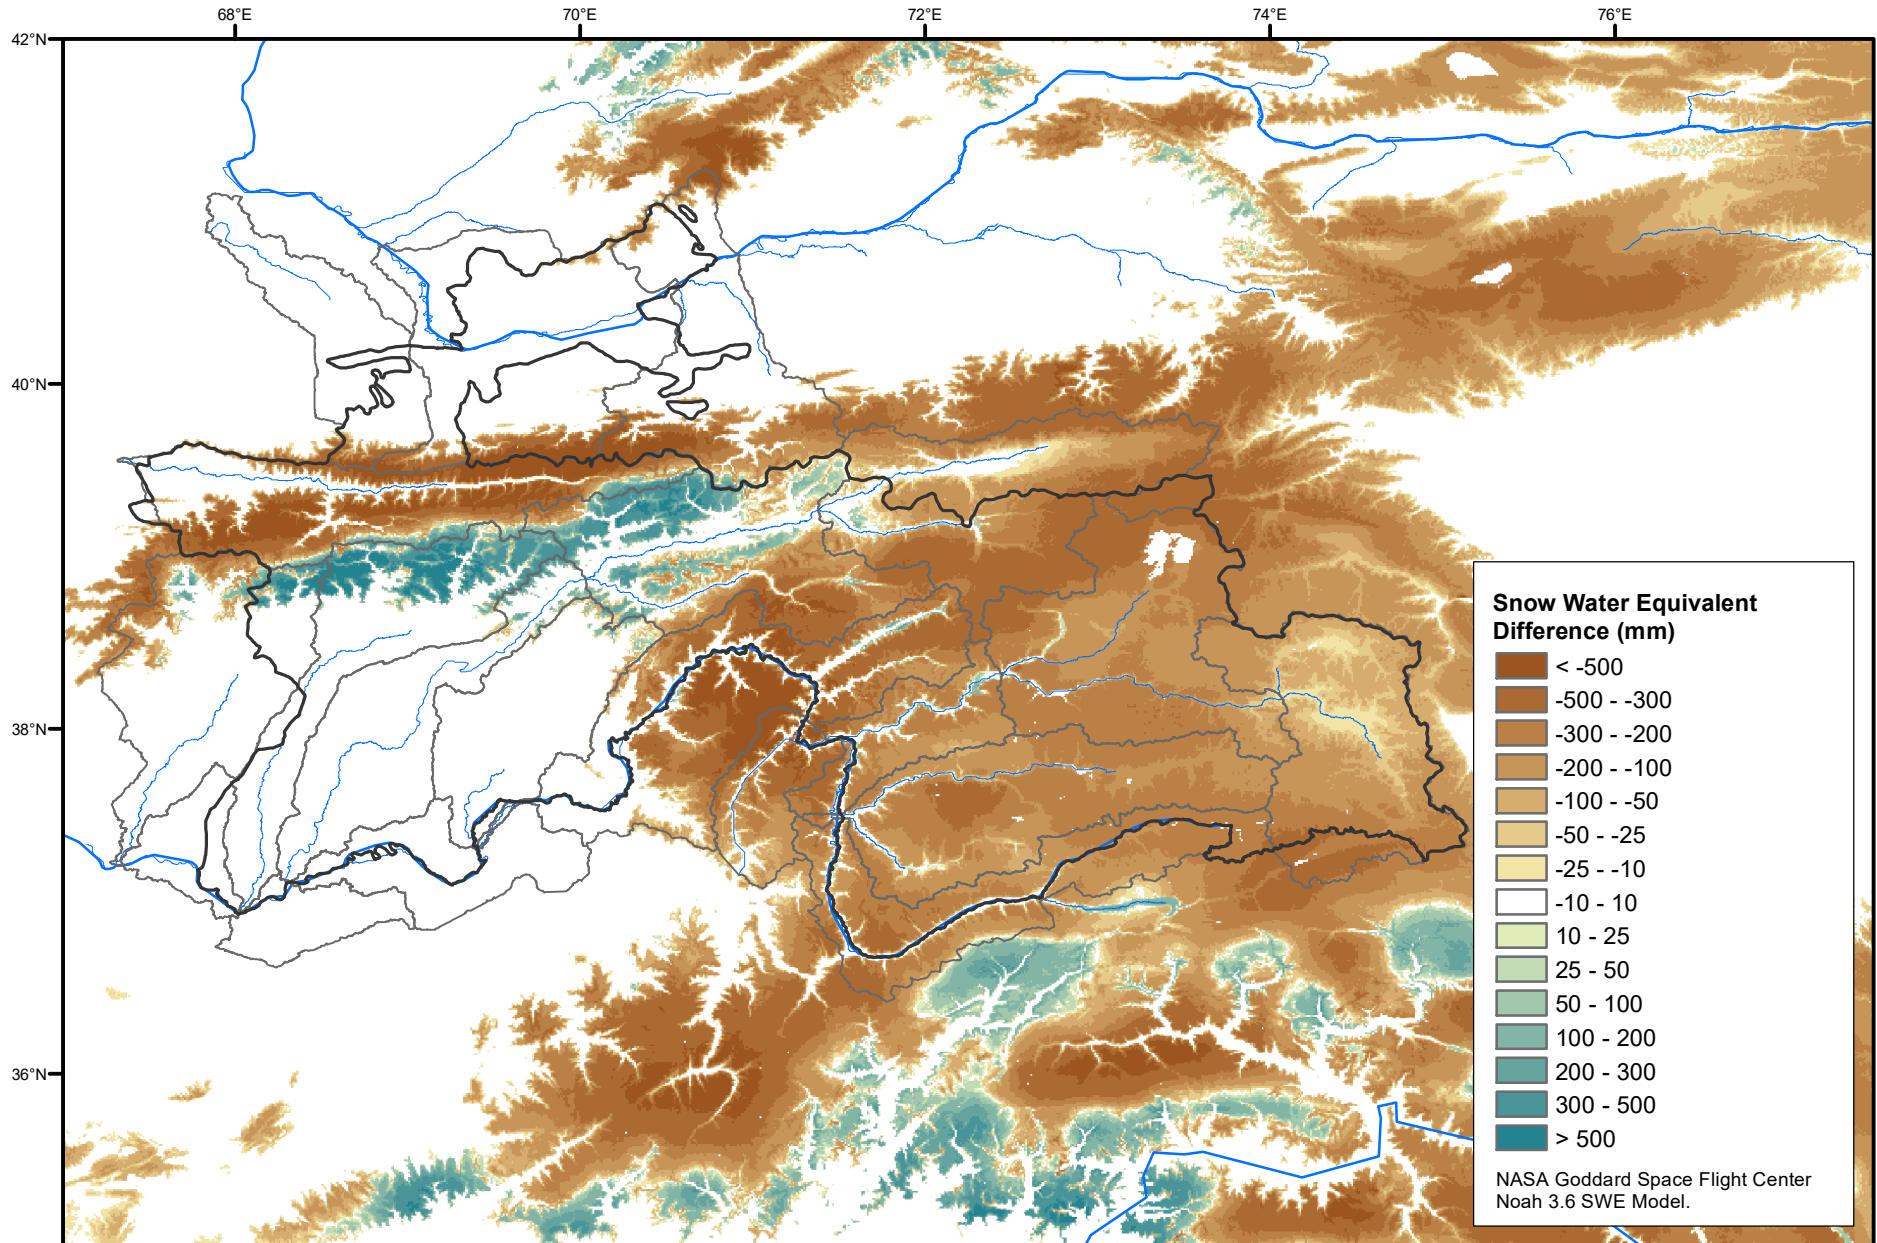 68°E 70°E 72°E 74°E 76°E
42°N
40°N
38°N
36°N
Snow Water Equivalent
Difference (mm)
< -500
-500 - -300
-300 - -200
-200 - -100
-100 - -50
-50 - -25
-25 - -10
-10 - 10
10 - 25
25 - 50
50 - 100
100 - 200
200 - 300
300 - 500
> 500
NASA Goddard Space Flight Center
Noah 3.6 SWE Model.